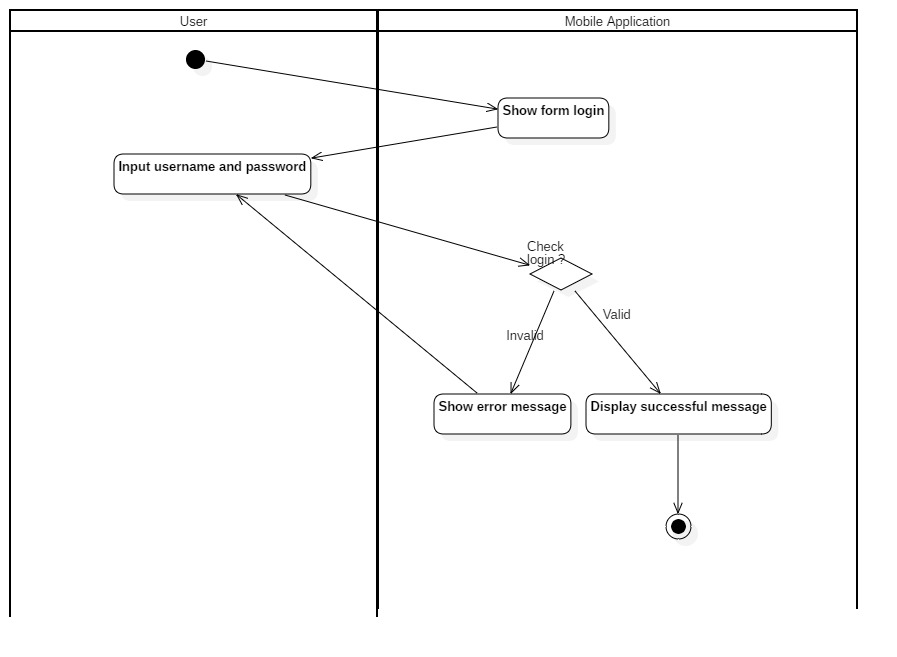 User
Mobile Application
Show form login
Input username and password
Check
login ?
Valid
Invalid
Show error message
Display successful message